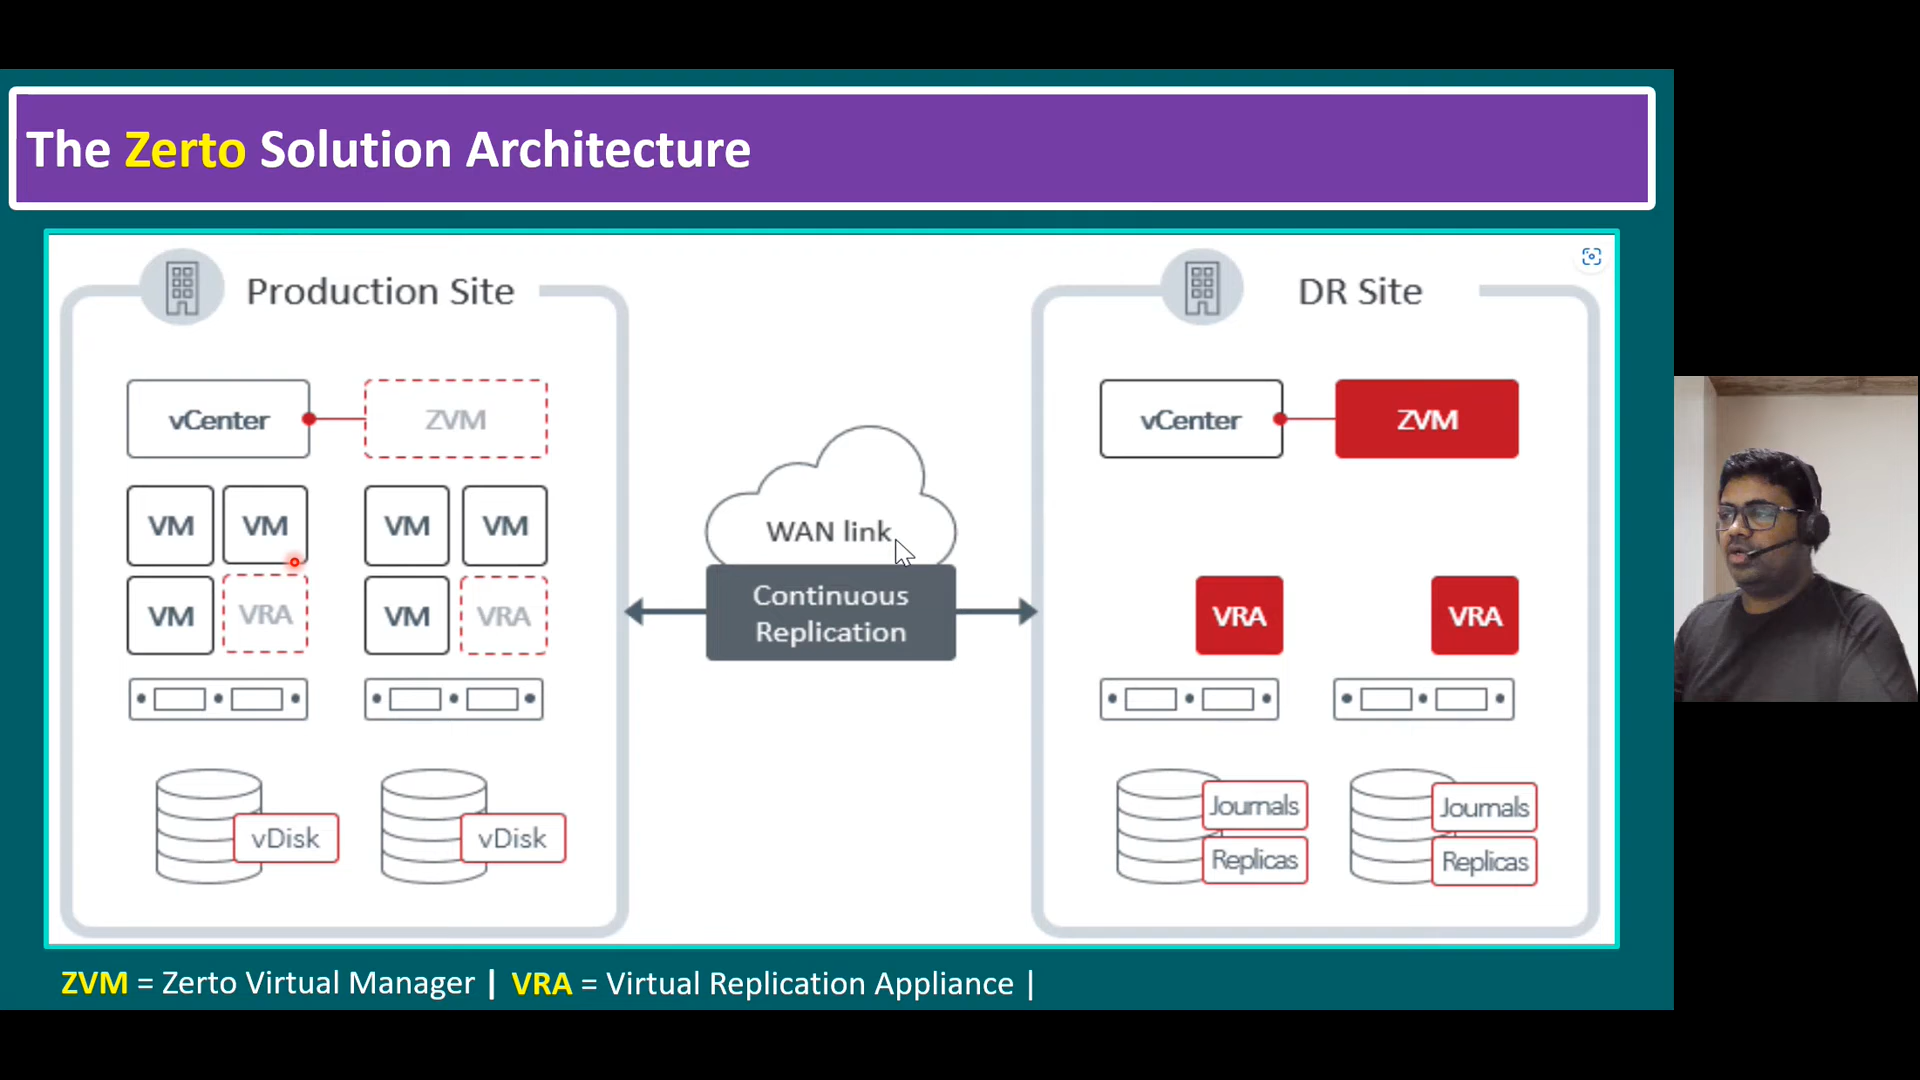 The Zerto Solution Architecture
Production Site
vCenter
ZVM
VM
VM
VM
VM
VM
VRA
VM
VRA
vDisk
vDisk
WAN link
Continuous
Replication
DR Site
vCenter
ZVM
VRA
VRA
Journals
Replicas
Journals
Replicas
ZVM = Zerto Virtual Manager | VRA = Virtual Replication Appliance |